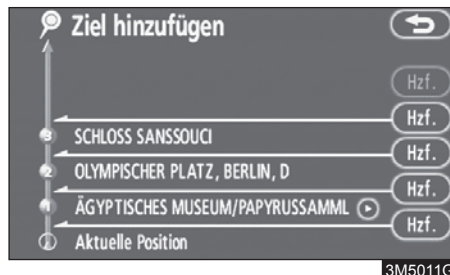 Ziel hinzufügen
Hzf.
Hzf.
SCHLOSS SANSSOUCI
Hzf.
OLYMPISCHER PLATZ, BERLIN, D
Hzf.
ÄGYPTISCHES MUSEUM/PAPYRUSSAMML
Hzf.
Aktuelle Position
3M5011G